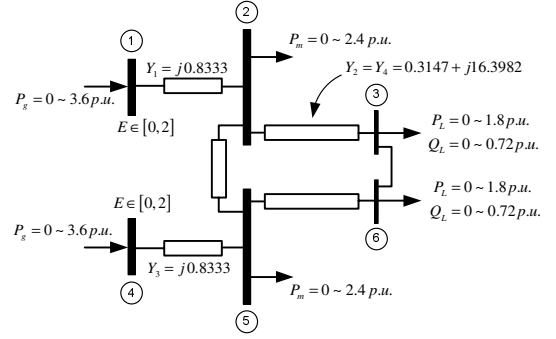 2
1
P_m = 0 ~ 2.4 p.u.
Y_1 = j0.8333
Y_2 = Y_4 = 0.3147 + j16.3982
3
P_g = 0 ~ 3.6 p.u.
E ∈ [0, 2]
P_L = 0 ~ 1.8 p.u.
Q_L = 0 ~ 0.72 p.u.
P_L = 0 ~ 1.8 p.u.
Q_L = 0 ~ 0.72 p.u.
E ∈ [0, 2]
P_g = 0 ~ 3.6 p.u.
6
Y_3 = j0.8333
4
P_m = 0 ~ 2.4 p.u.
5